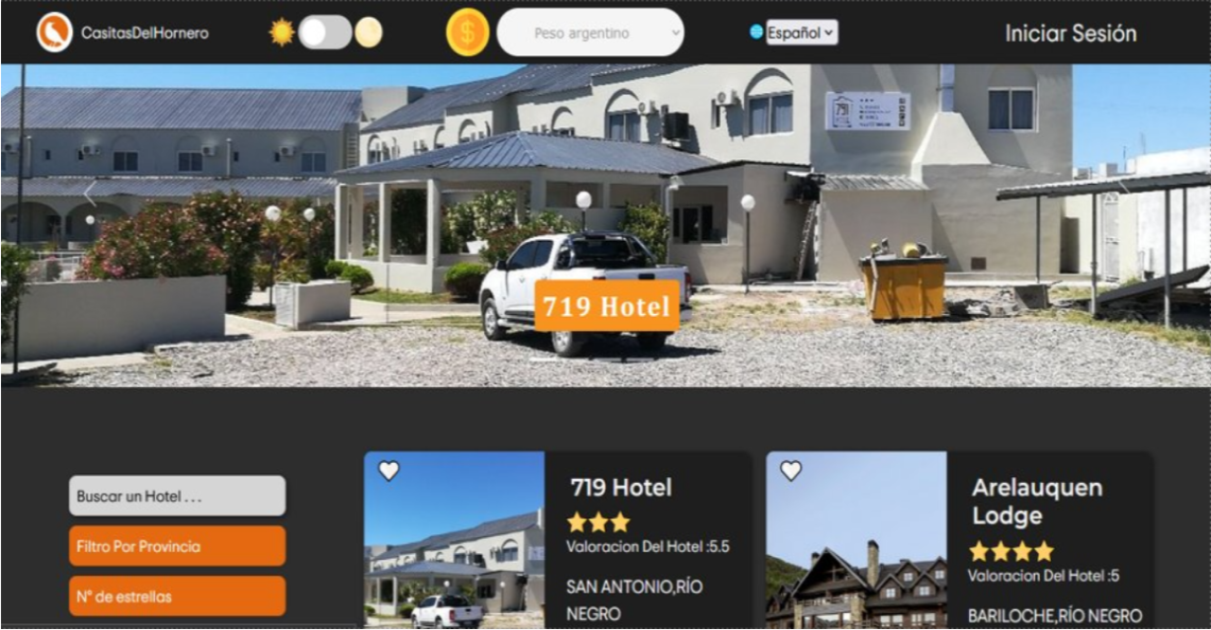 CasitasDelHornero
Peso argentino
Español
Iniciar Sesión
719 Hotel
Buscar un Hotel . . .
Filtro Por Provincia
N° de estrellas
719 Hotel
Valoracion Del Hotel :5.5
SAN ANTONIO,RÍO
NEGRO
Arelauquen
Lodge
Valoracion Del Hotel :5
BARILOCHE,RÍO NEGRO